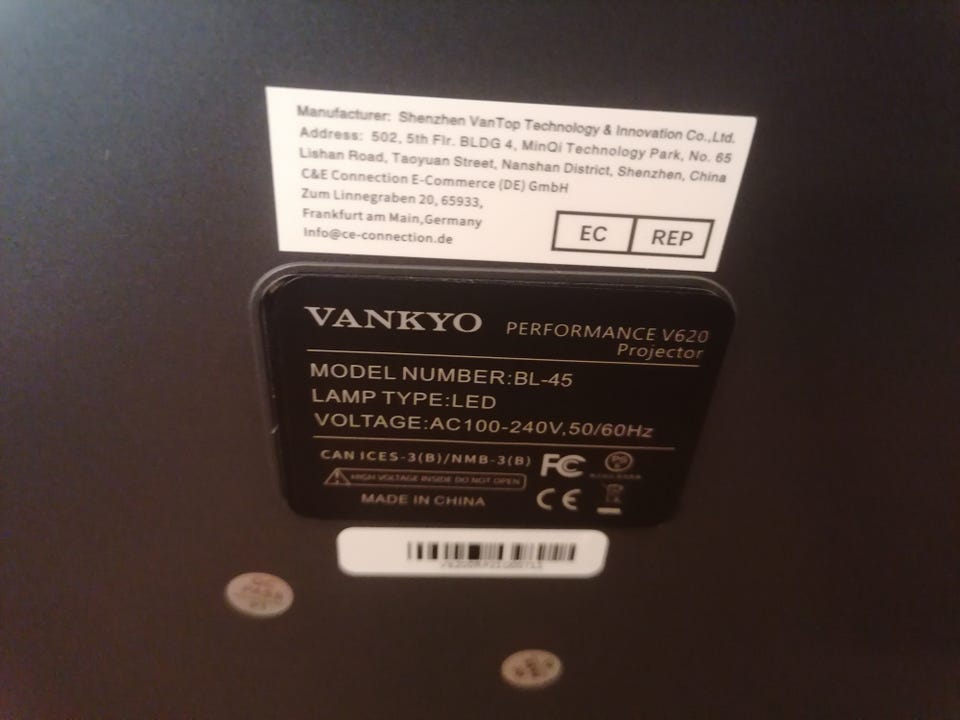 Manufacturer: Shenzhen VanTop Technology & Innovation Co.,Ltd.
Address: 502, 5th Flr. BLDG 4, MinQi Technology Park, No. 65
Lishan Road, Taoyuan Street, Nanshan District, Shenzhen, China
C&E Connection E-Commerce (DE) GmbH
Zum Linnegraben 20, 65933,
Frankfurt am Main,Germany
Info@ce-connection.de
EC REP
VANKYO PERFORMANCE V620
Projector
MODEL NUMBER:BL-45
LAMP TYPE:LED
VOLTAGE:AC100-240V,50/60Hz
CAN ICES-3(B)/NMB-3(B) FC
HIGH VOLTAGE INSIDE DO NOT OPEN
CE
MADE IN CHINA